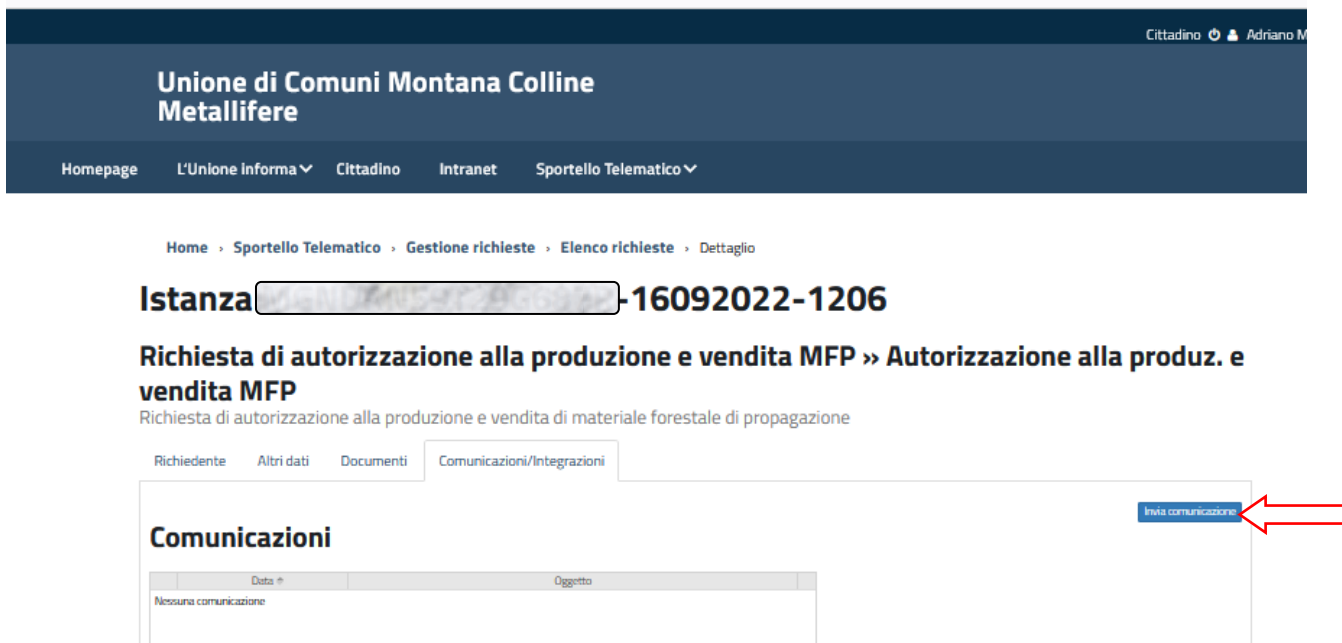 Cittadino Adriano M
Unione di Comuni Montana Colline
Metallifere
Homepage L'Unione informa Cittadino Intranet Sportello Telematico
Home › Sportello Telematico › Gestione richieste › Elenco richieste › Dettaglio
Istanza -16092022-1206
Richiesta di autorizzazione alla produzione e vendita MFP » Autorizzazione alla produz. e
vendita MFP
Richiesta di autorizzazione alla produzione e vendita di materiale forestale di propagazione
Richiedente Altri dati Documenti Comunicazioni/Integrazioni
Invia comunicazione
Comunicazioni
Data Oggetto
Nessuna comunicazione